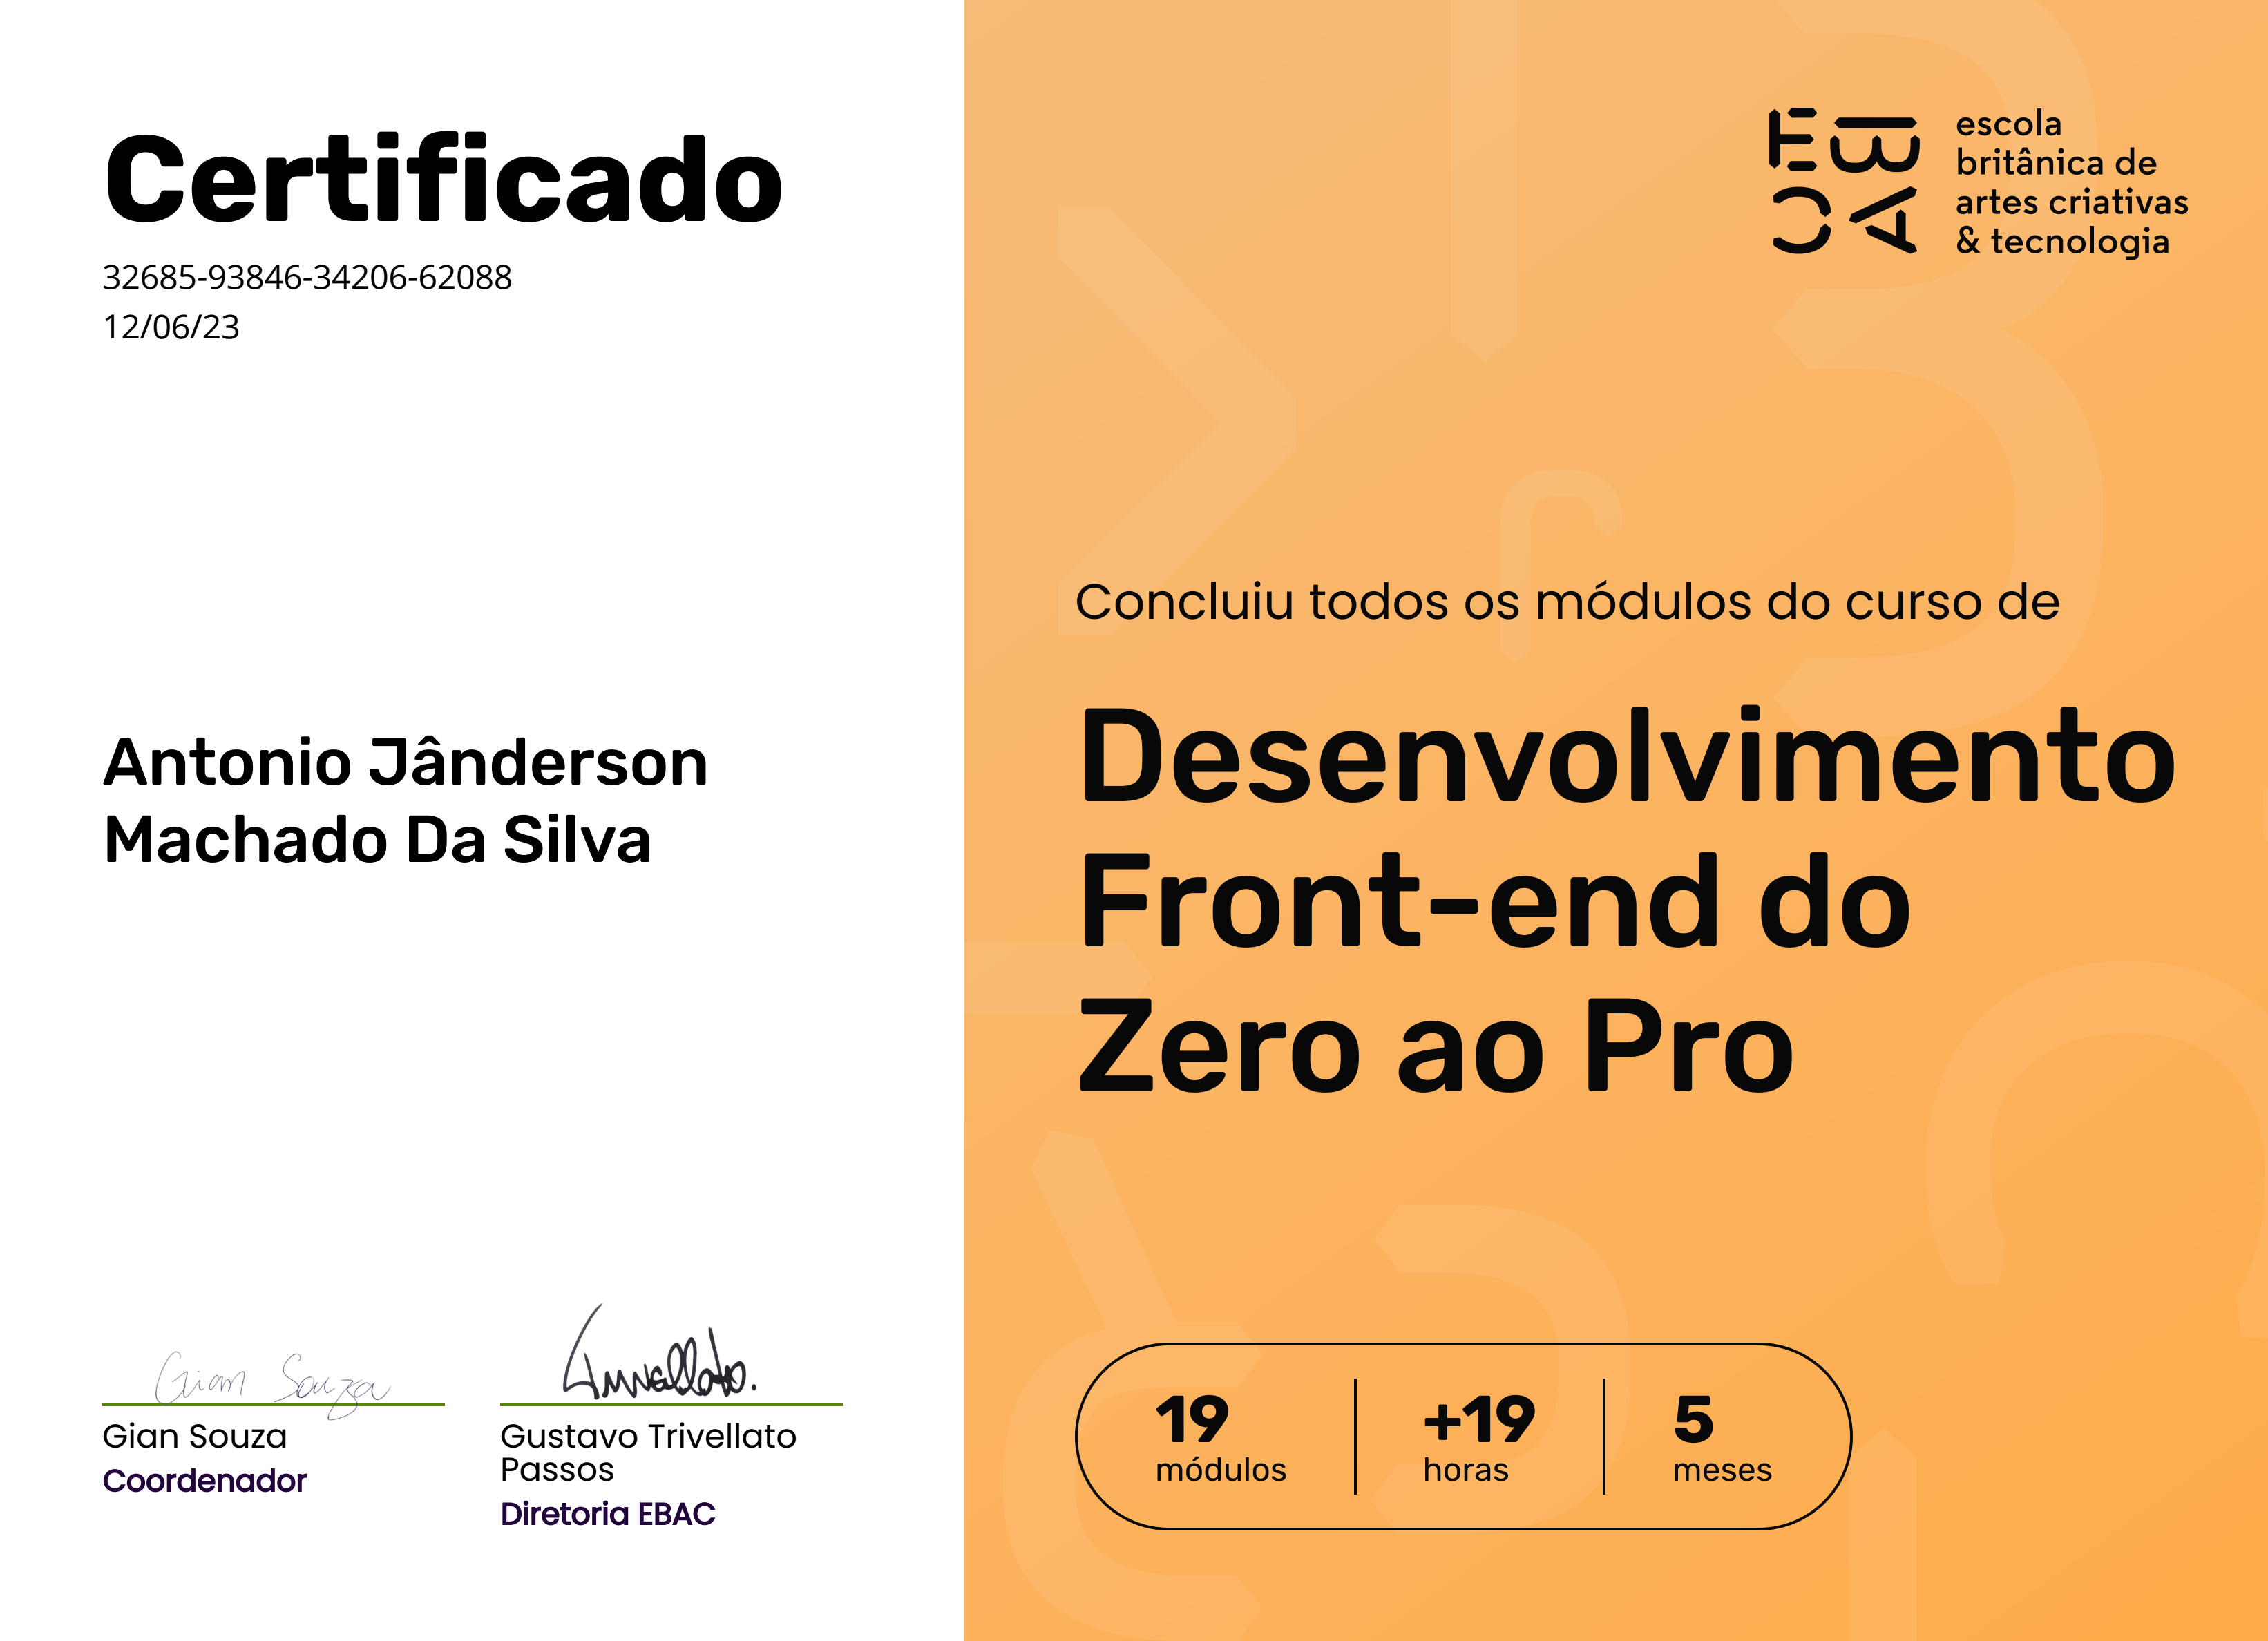 Certificado
32685-93846-34206-62088
12/06/23
Antonio Jânderson
Machado Da Silva
Gian Souza
Gian Souza
Coordenador
Gustavo Trivellato
Passos
Diretoria EBAC
EBAC
escola
britânica de
artes criativas
& tecnologia
Concluiu todos os módulos do curso de
Desenvolvimento
Front-end do
Zero ao Pro
19
módulos
+19
horas
5
meses